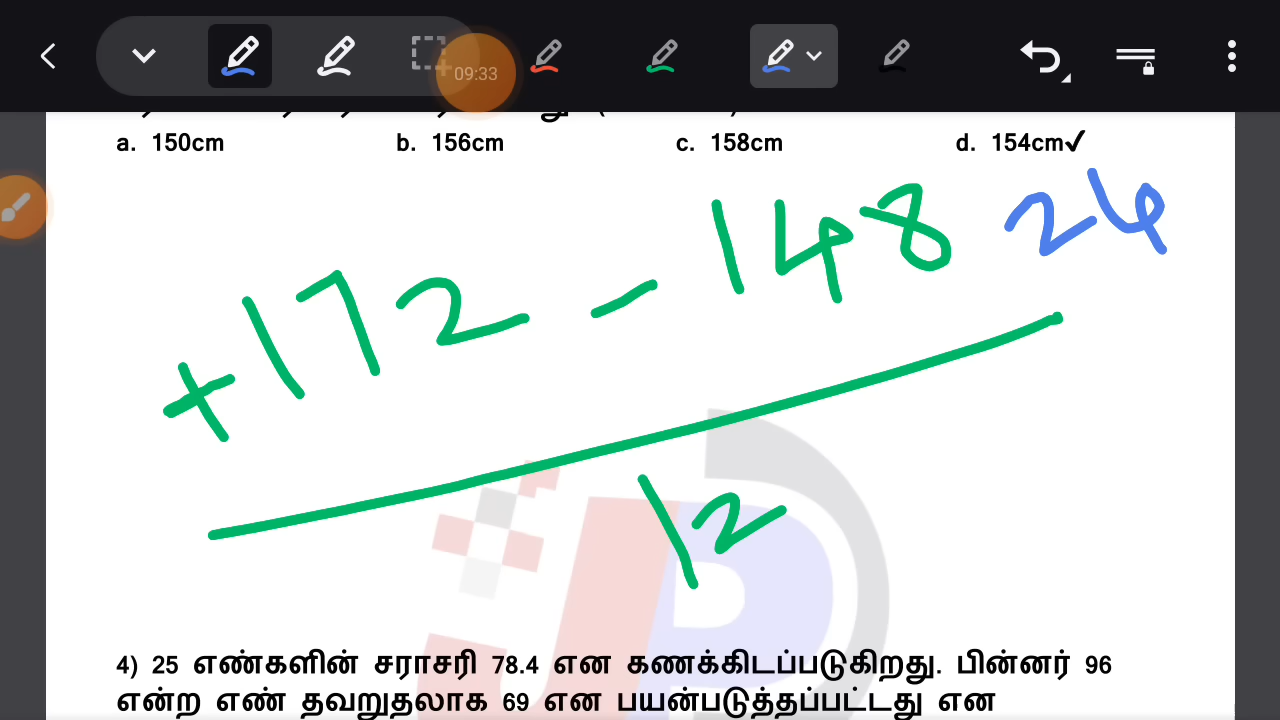 09:33
a. 150cm b. 156cm c. 158cm d. 154cm✓
+172 - 148 24
12
4) 25 எண்களின் சராசரி 78.4 என கணக்கிடப்படுகிறது. பின்னர் 96
என்ற எண் தவறுதலாக 69 என பயன்படுத்தப்பட்டது என